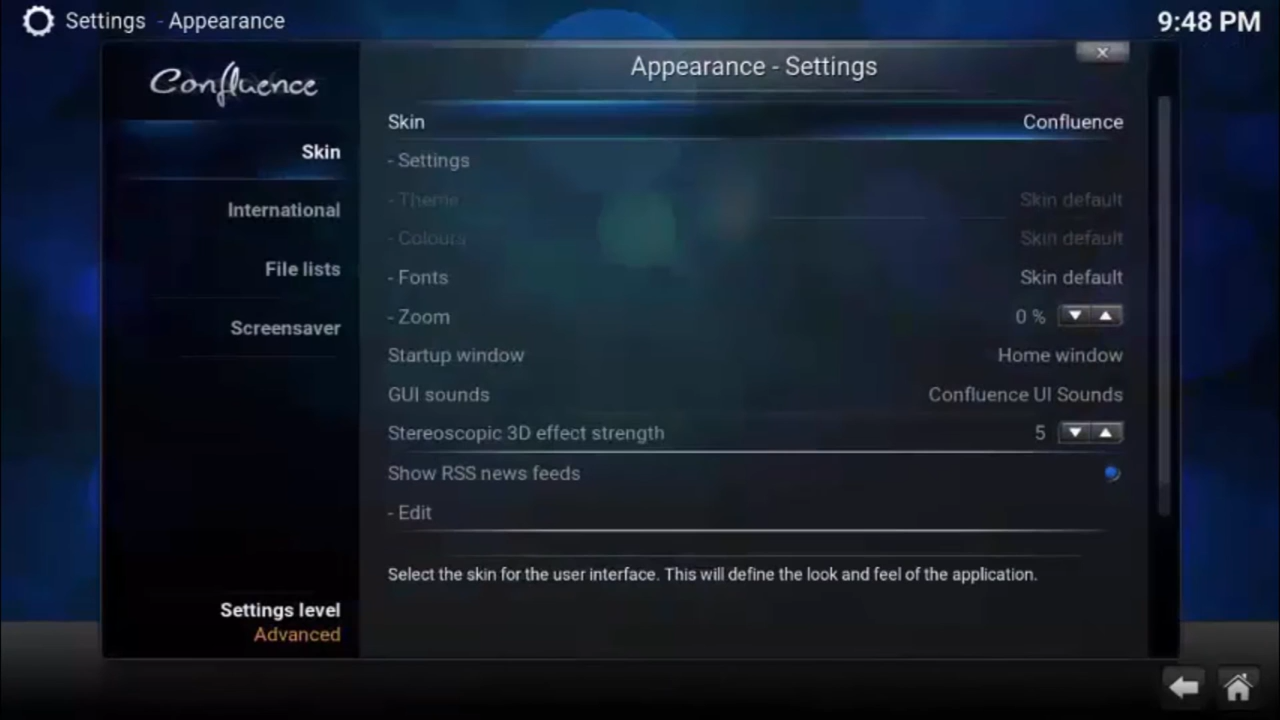 Settings - Appearance
9:48 PM
Confluence
Appearance - Settings
Skin
International
File lists
Screensaver
Settings level
Advanced
Skin Confluence
- Settings
- Theme Skin default
- Colours Skin default
- Fonts Skin default
- Zoom 0 %
Startup window Home window
GUI sounds Confluence UI Sounds
Stereoscopic 3D effect strength 5
Show RSS news feeds
- Edit
Select the skin for the user interface. This will define the look and feel of the application.